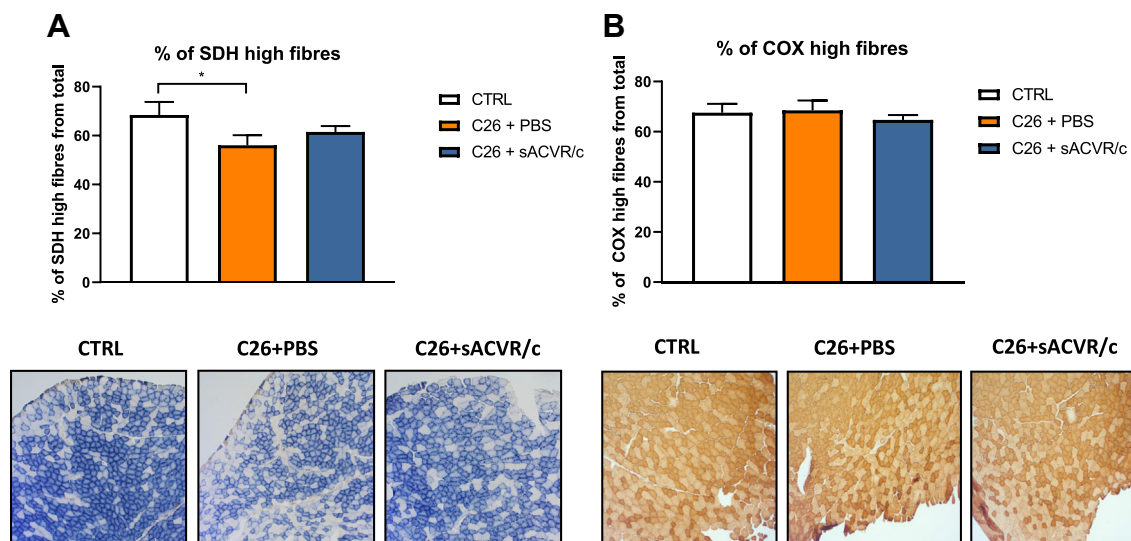 A
% of SDH high fibres
% of SDH high fibres from total
80
60
40
20
0
*
CTRL
C26 + PBS
C26 + sACVR/c
CTRL
C26+PBS
C26+sACVR/c
B
% of COX high fibres
% of COX high fibres from total
80
60
40
20
0
CTRL
C26 + PBS
C26 + sACVR/c
CTRL
C26+PBS
C26+sACVR/c